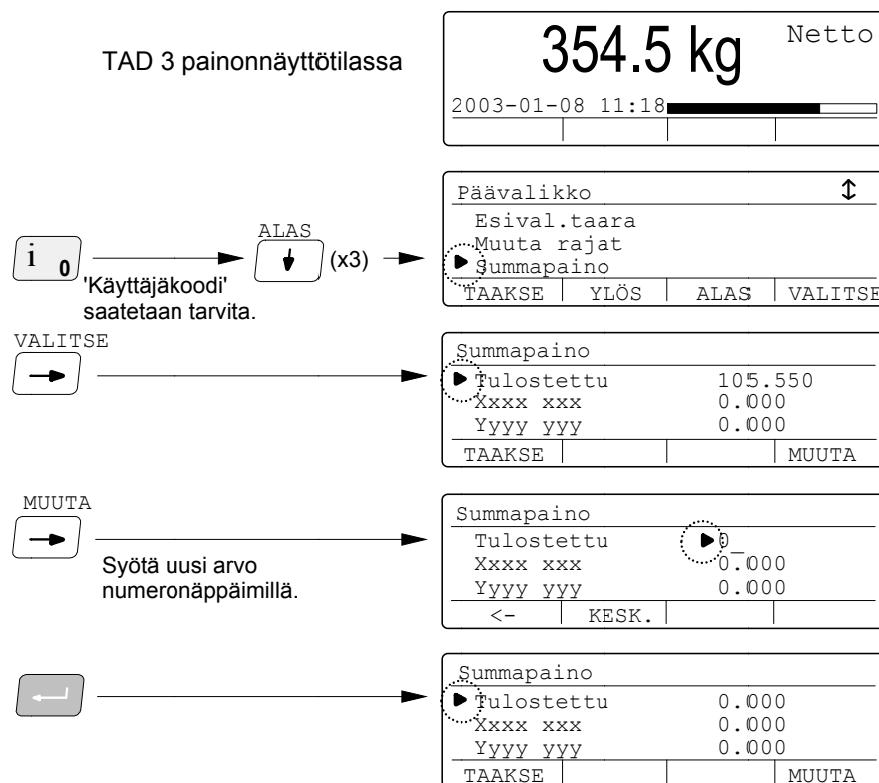 TAD 3 painonnäyttötilassa
354.5 kg Netto
2003-01-08 11:18
Päävalikko
Esival.taara
Muuta rajat
Summapaino
TAAKSE YLÖS ALAS VALITSE
i 0
ALAS
(x3)
'Käyttäjäkoodi'
saatetaan tarvita.
VALITSE
Summapaino
Tulostettu 105.550
Xxxx xxx 0.000
Yyyy yyy 0.000
TAAKSE MUUTA
MUUTA
Syötä uusi arvo
numeronäppäimillä.
Summapaino
Tulostettu 0_
Xxxx xxx 0.000
Yyyy yyy 0.000
<- KESK.
Summapaino
Tulostettu 0.000
Xxxx xxx 0.000
Yyyy yyy 0.000
TAAKSE MUUTA